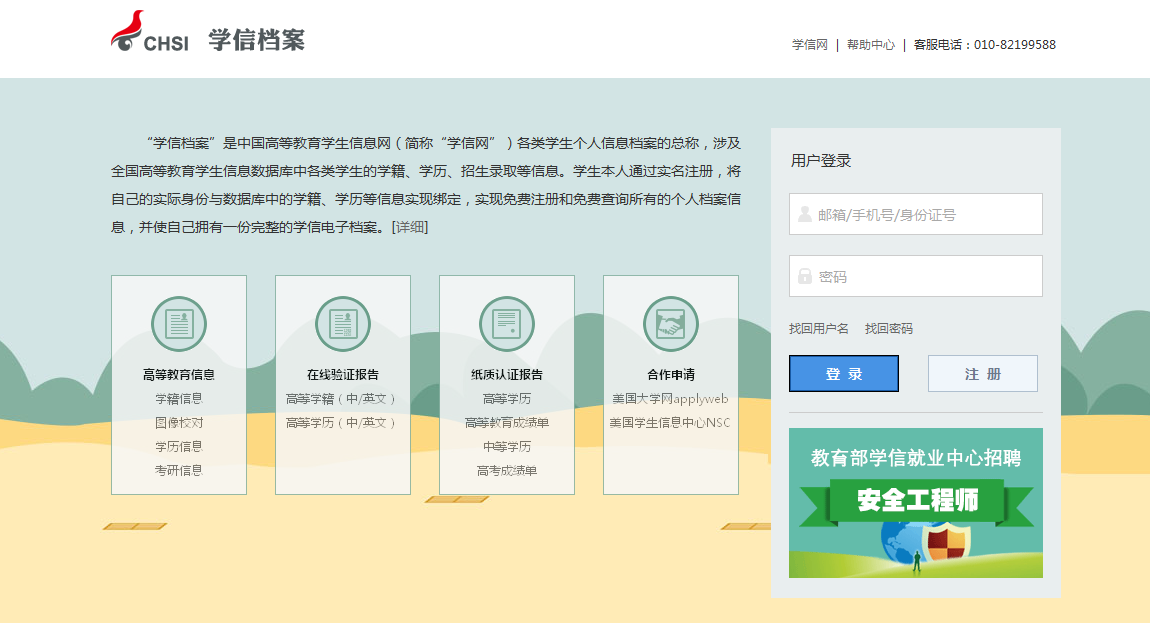 CHSI 学信档案
学信网 | 帮助中心 | 客服电话：010-82199588
“学信档案”是中国高等教育学生信息网（简称“学信网”）各类学生个人信息档案的总称，涉及
全国高等教育学生信息数据库中各类学生的学籍、学历、招生录取等信息。学生本人通过实名注册，将
自己的实际身份与数据库中的学籍、学历等信息实现绑定，实现免费注册和免费查询所有的个人档案信
息，并使自己拥有一份完整的学信电子档案。[详细]
高等教育信息
学籍信息
图像校对
学历信息
考研信息
在线验证报告
高等学籍（中/英文）
高等学历（中/英文）
纸质认证报告
高等学历
高等教育成绩单
中等学历
高考成绩单
合作申请
美国大学网applyweb
美国学生信息中心NSC
用户登录
邮箱/手机号/身份证号
密码
找回用户名 找回密码
登 录 注 册
教育部学信就业中心招聘
安全工程师